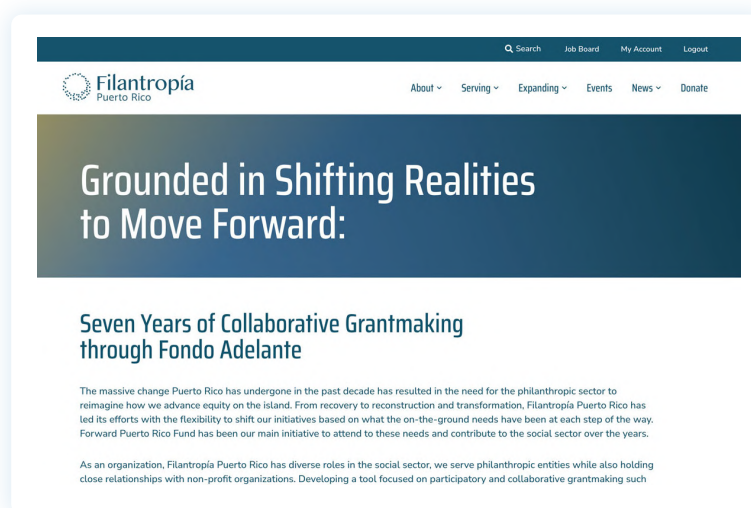 Search Job Board My Account Logout
Filantropía
Puerto Rico
About Serving Expanding Events News Donate
Grounded in Shifting Realities
to Move Forward:
Seven Years of Collaborative Grantmaking
through Fondo Adelante
The massive change Puerto Rico has undergone in the past decade has resulted in the need for the philanthropic sector to
reimagine how we advance equity on the island. From recovery to reconstruction and transformation, Filantropía Puerto Rico has
led its efforts with the flexibility to shift our initiatives based on what the on-the-ground needs have been at each step of the way.
Forward Puerto Rico Fund has been our main initiative to attend to these needs and contribute to the social sector over the years.
As an organization, Filantropía Puerto Rico has diverse roles in the social sector, we serve philanthropic entities while also holding
close relationships with non-profit organizations. Developing a tool focused on participatory and collaborative grantmaking such